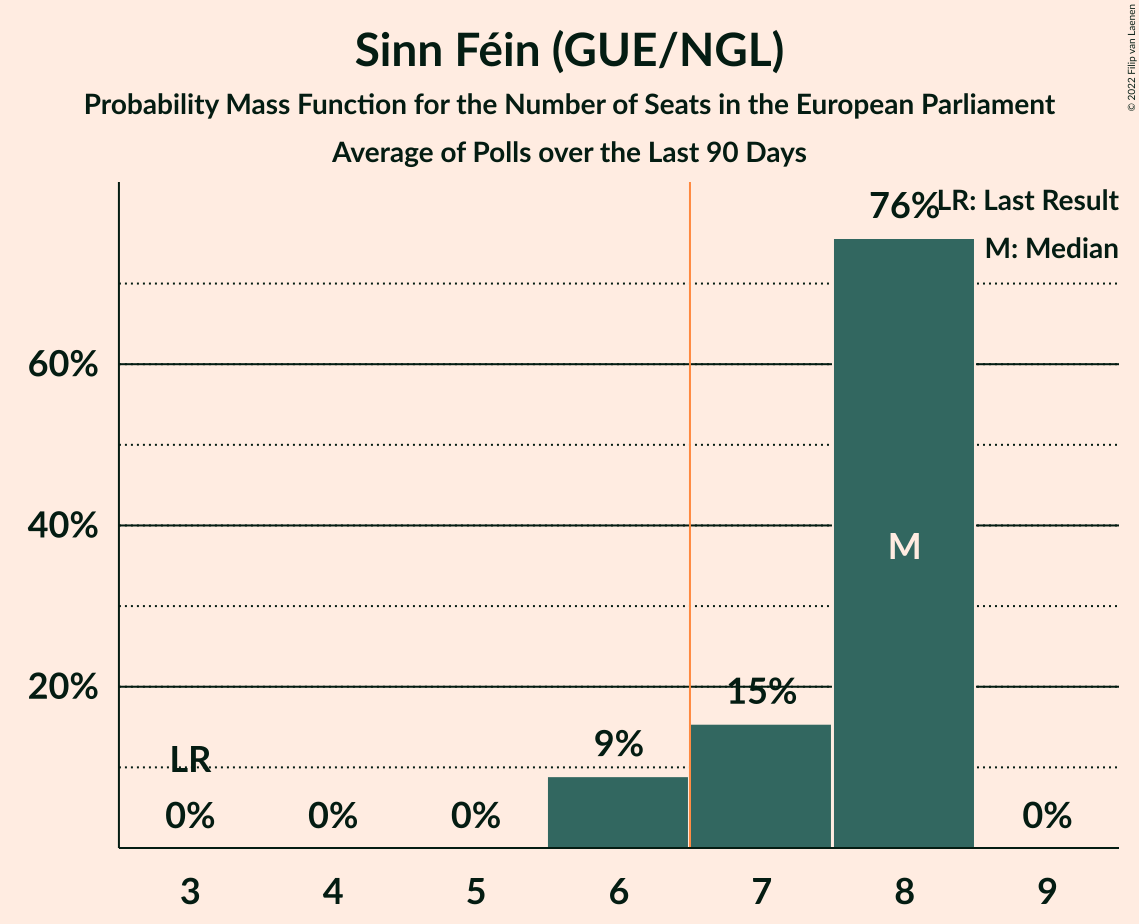 Sinn Féin (GUE/NGL)
Probability Mass Function for the Number of Seats in the European Parliament
Average of Polls over the Last 90 Days
© 2022 Filip van Laenen
LR: Last Result
M: Median
76%
60%
40%
20%
M
15%
9%
LR
0%
0%
0%
0%
3
4
5
6
7
8
9